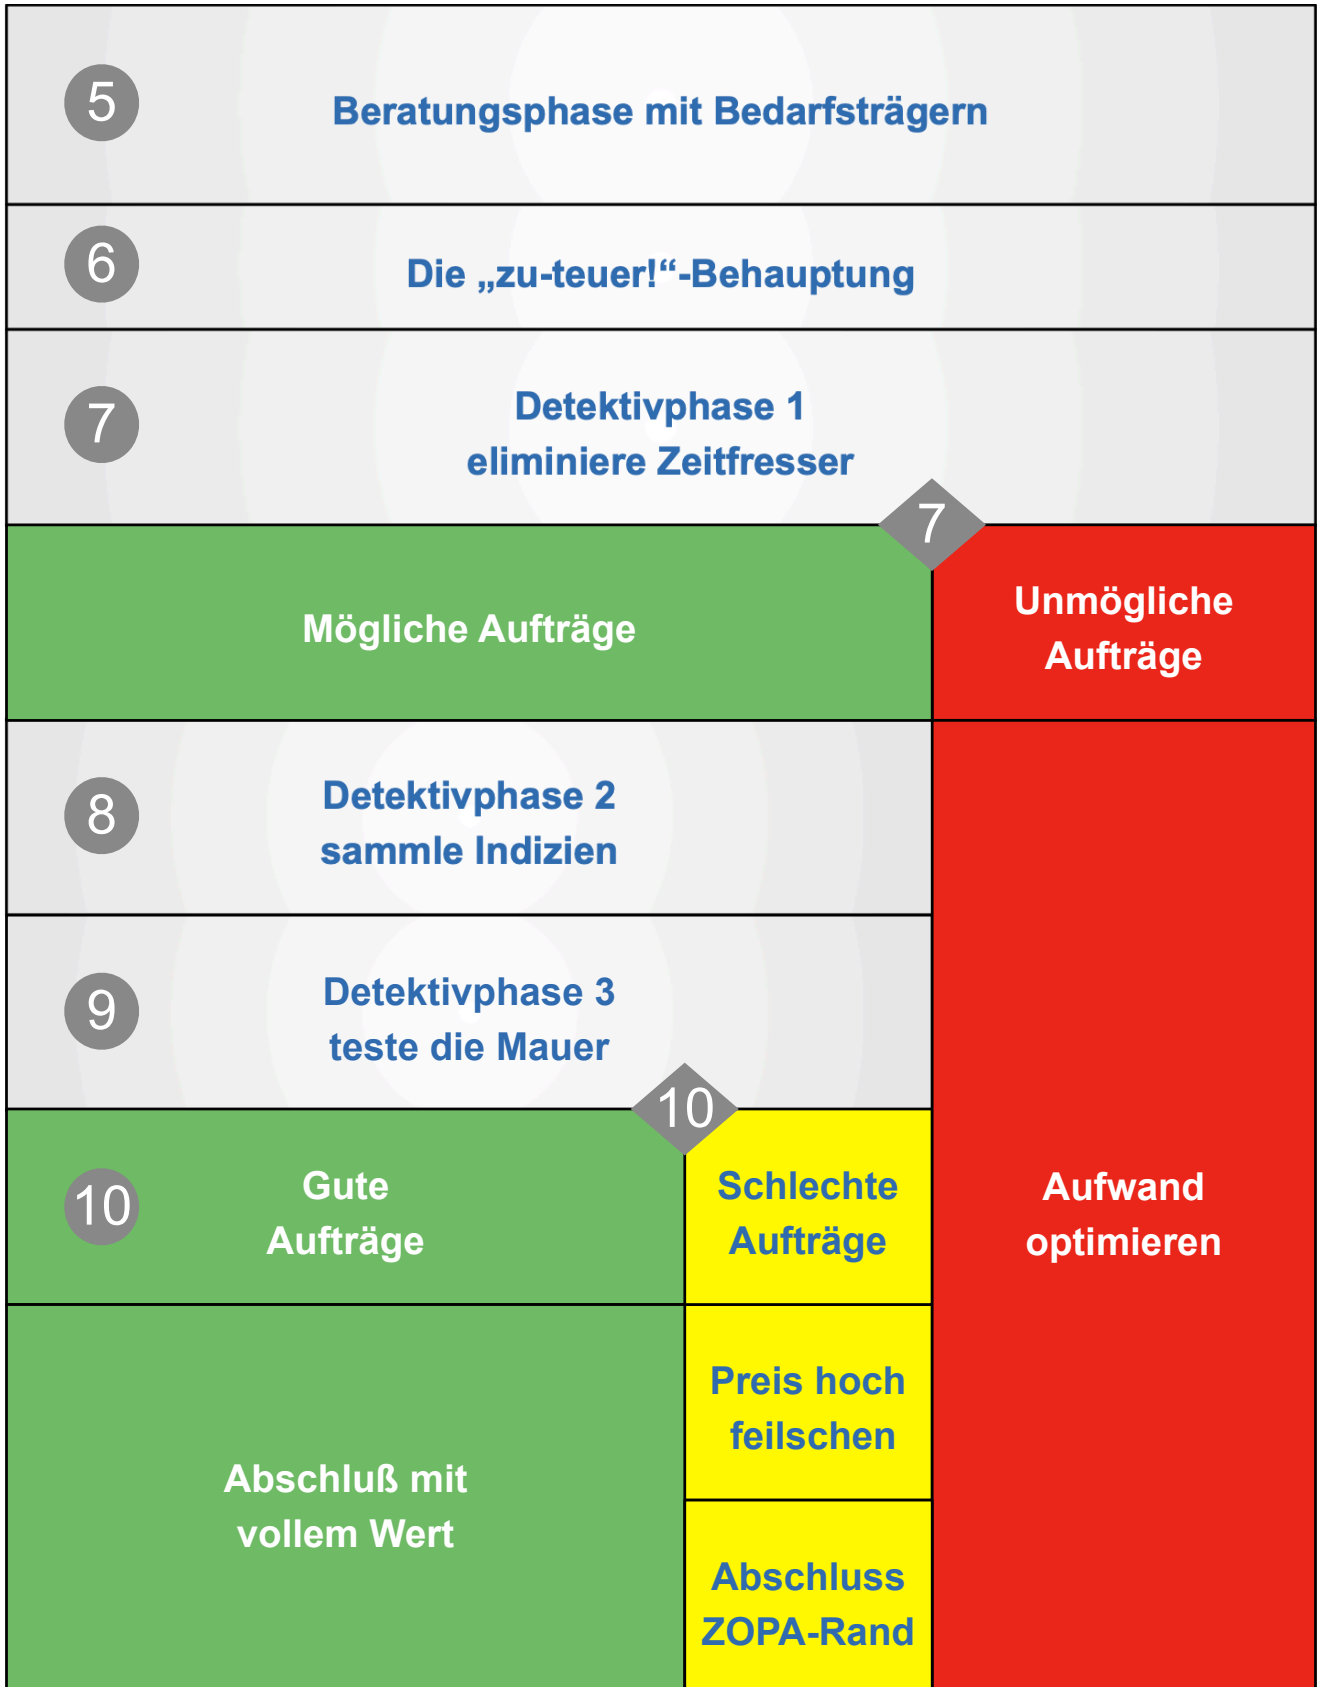 5
Beratungsphase mit Bedarfsträgern
6
Die „zu-teuer!“-Behauptung
7
Detektivphase 1
eliminiere Zeitfresser
7
Mögliche Aufträge
Unmögliche
Aufträge
8
Detektivphase 2
sammle Indizien
9
Detektivphase 3
teste die Mauer
10
10
Gute
Aufträge
Schlechte
Aufträge
Aufwand
optimieren
Preis hoch
feilschen
Abschluß mit
vollem Wert
Abschluss
ZOPA-Rand